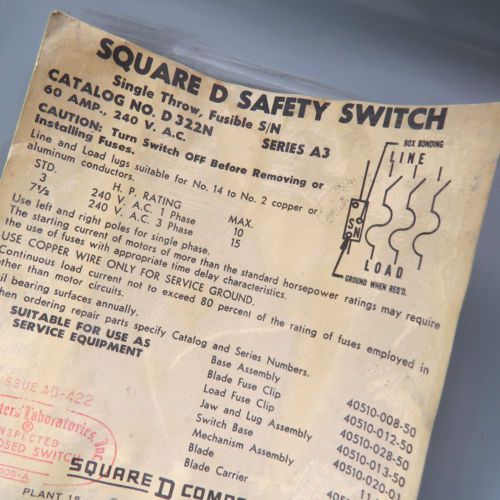 SQUARE D SAFETY SWITCH
Single Throw, Fusible S/N
CATALOG NO. D 322N
60 AMP., 240 V. A.C. SERIES A3
CAUTION: Turn Switch OFF Before Removing or
Installing Fuses.
Line and Load lugs suitable for No. 14 to No. 2 copper or
aluminum conductors.
STD. H. P. RATING MAX.
3 240 V. A.C. 1 Phase 10
7½ 240 V. A.C. 3 Phase 15
Use left and right poles for single phase.
The starting current of motors of more than the standard horsepower ratings may require
the use of fuses with appropriate time delay characteristics.
USE COPPER WIRE ONLY FOR SERVICE GROUND.
Continuous load current not to exceed 80 percent of the rating of fuses employed in
other than motor circuits.
oil bearing surfaces annually.
When ordering repair parts specify Catalog and Series Numbers.
BOX BONDING
LINE
S N
LOAD
GROUND WHEN REQ'D.
SUITABLE FOR USE AS
SERVICE EQUIPMENT
Base Assembly 40510-008-50
Blade Fuse Clip 40510-012-50
Load Fuse Clip 40510-028-50
Jaw and Lug Assembly 40510-013-50
Switch Base 40510-020-01
Mechanism Assembly
Blade
Blade Carrier
ISSUE AD-422
Laboratories Inc.
INSPECTED
SWITCH
SQUARE D COMP
PLANT